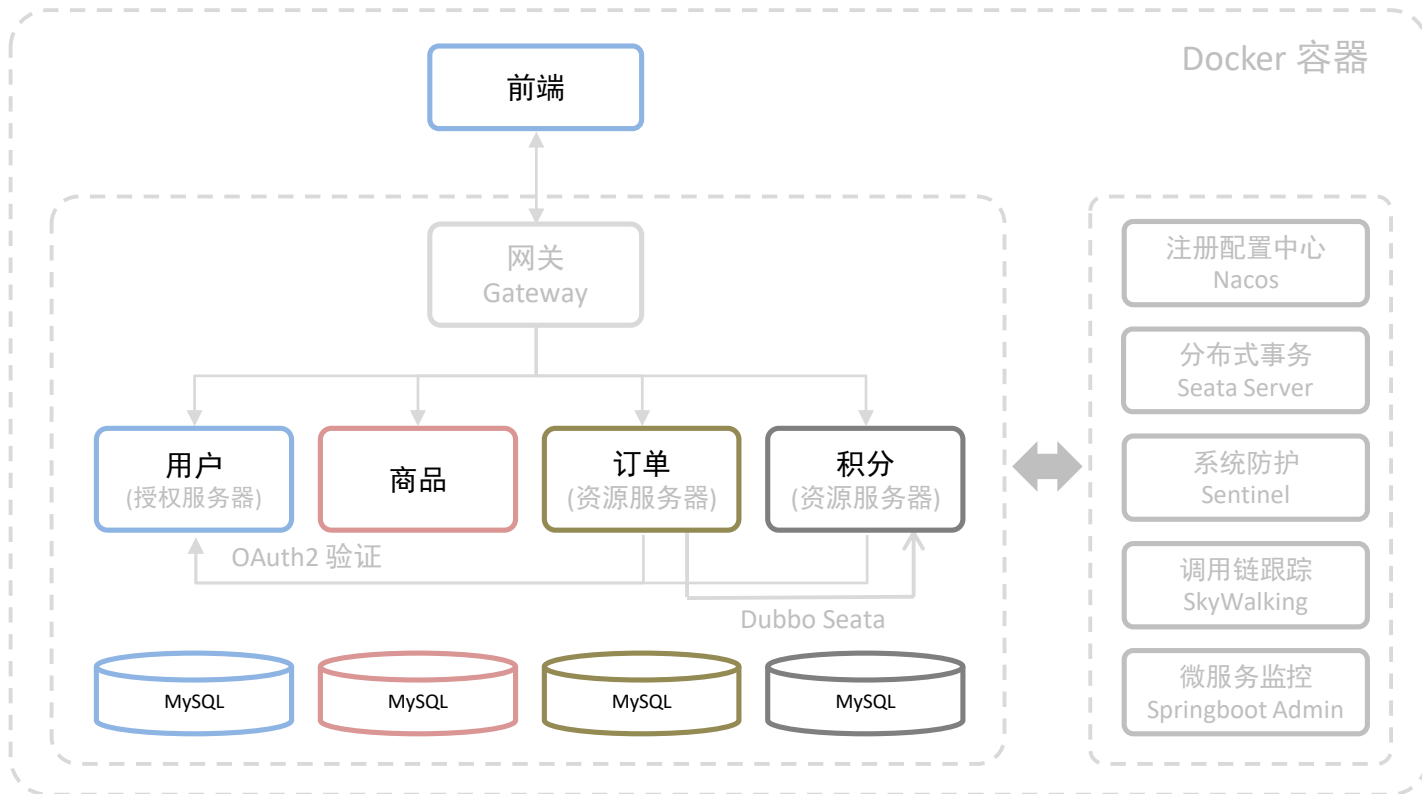 Docker 容器
前端
网关
Gateway
用户
(授权服务器)
商品
订单
(资源服务器)
积分
(资源服务器)
OAuth2 验证
Dubbo Seata
MySQL
MySQL
MySQL
MySQL
注册配置中心
Nacos
分布式事务
Seata Server
系统防护
Sentinel
调用链跟踪
SkyWalking
微服务监控
Springboot Admin